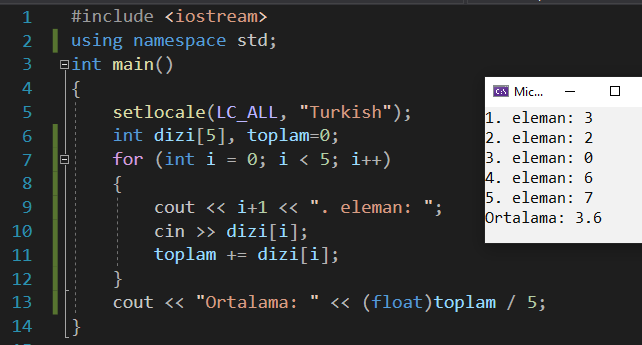 1 #include <iostream>
2 using namespace std;
3 int main()
4 {
5 setlocale(LC_ALL, "Turkish");
6 int dizi[5], toplam=0;
7 for (int i = 0; i < 5; i++)
8 {
9 cout << i+1 << ". eleman: ";
10 cin >> dizi[i];
11 toplam += dizi[i];
12 }
13 cout << "Ortalama: " << (float)toplam / 5;
14 }
C:\ Mic...
1. eleman: 3
2. eleman: 2
3. eleman: 0
4. eleman: 6
5. eleman: 7
Ortalama: 3.6